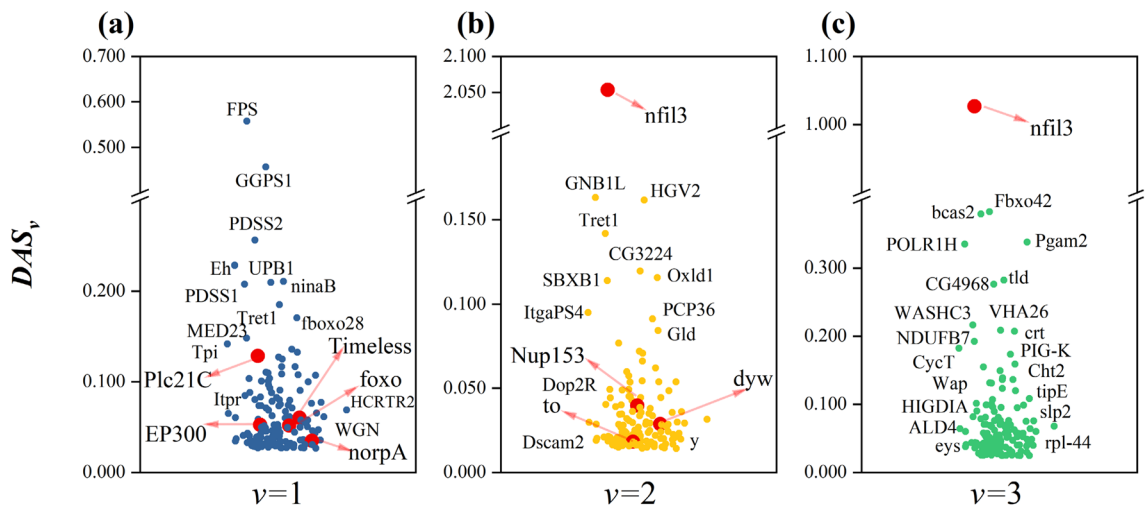 (a)
(b)
(c)
DASv
0.700
0.600
0.500
0.200
0.100
0.000
FPS
GGPS1
PDSS2
Eh
UPB1
PDSS1
ninaB
Tret1
fboxo28
MED23
Timeless
Tpi
Plc21C
foxo
Itpr
HCRTR2
EP300
WGN
norpA
v=1
2.100
2.050
0.150
0.100
0.050
0.000
nfil3
GNB1L
HGV2
Tret1
CG3224
SBXB1
Oxld1
ItgaPS4
PCP36
Gld
Nup153
Dop2R
dyw
to
Dscam2
y
v=2
1.100
1.000
0.300
0.200
0.100
0.000
nfil3
bcas2
Fbxo42
POLR1H
Pgam2
CG4968
tld
WASHC3
VHA26
NDUFB7
crt
CycT
PIG-K
Wap
Cht2
HIGDIA
tipE
ALD4
slp2
eys
rpl-44
v=3